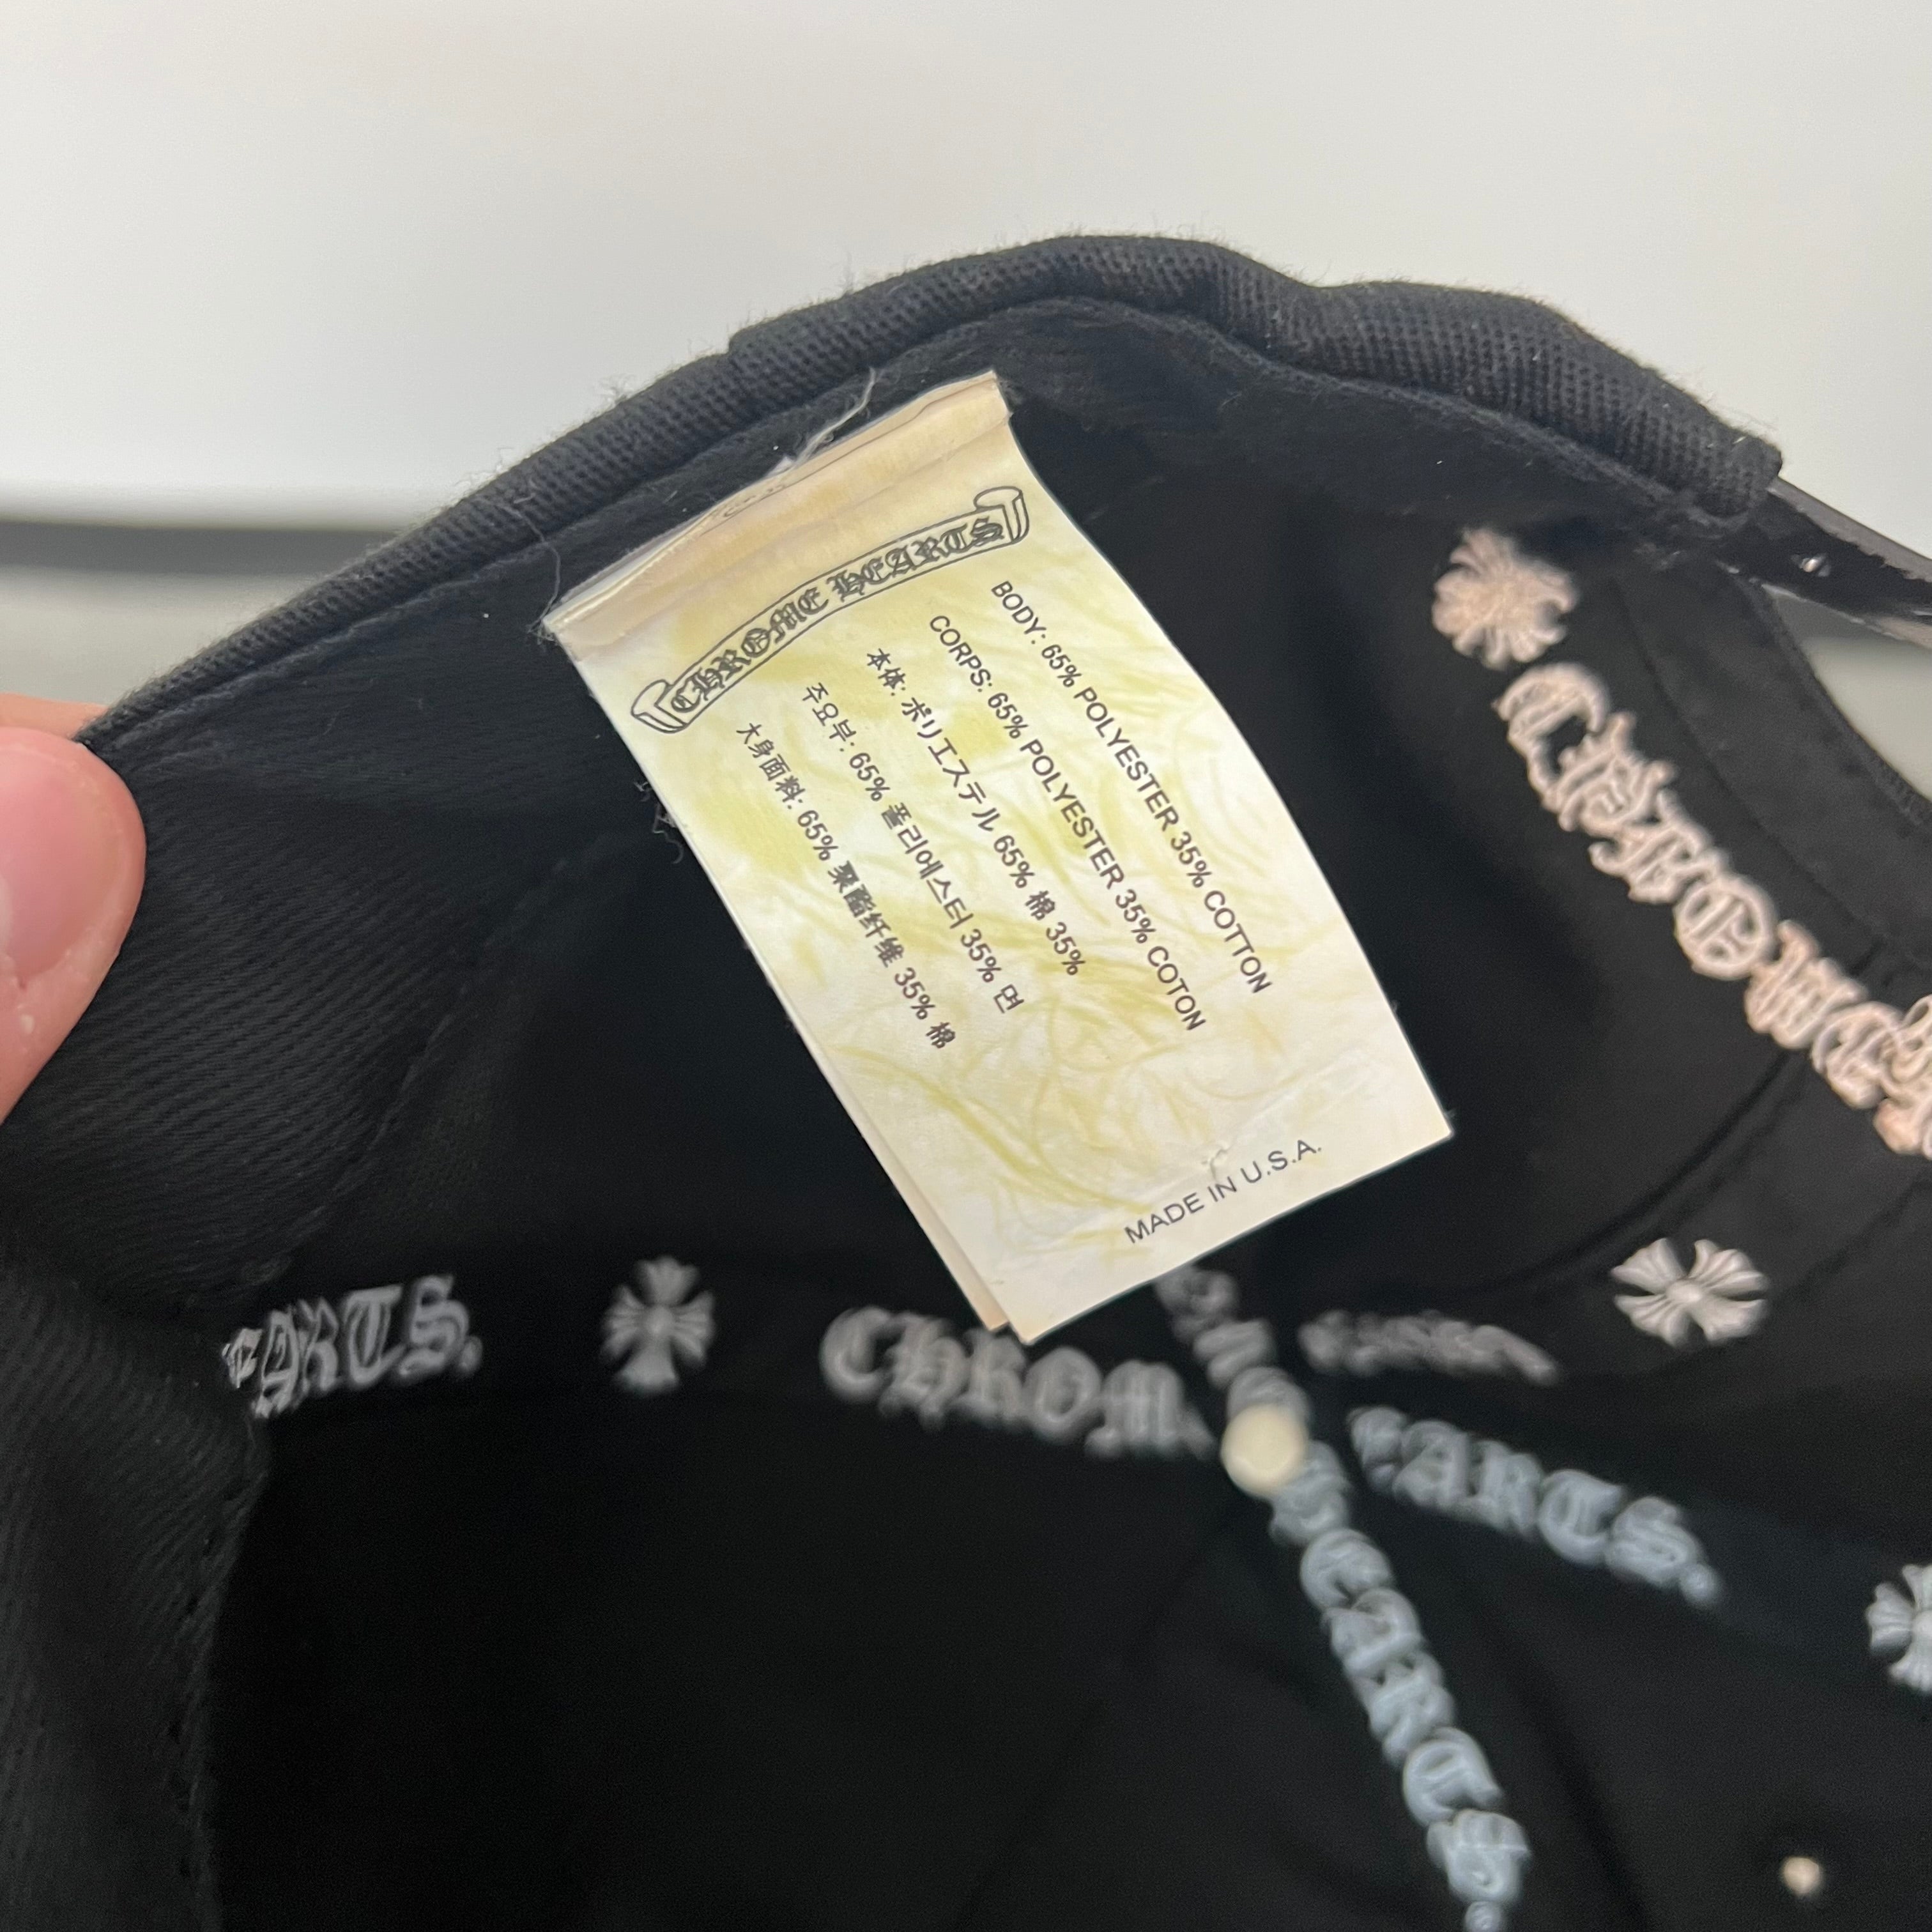 CHROME HEARTS
BODY: 65% POLYESTER 35% COTTON
CORPS: 65% POLYESTER 35% COTON
本体: ポリエステル 65% 棉 35%
주요부: 65% 폴리에스터 35% 면
大身面料: 65% 聚酯纤维 35% 棉
MADE IN U.S.A.
CHROME
CHROM
HEARTS.